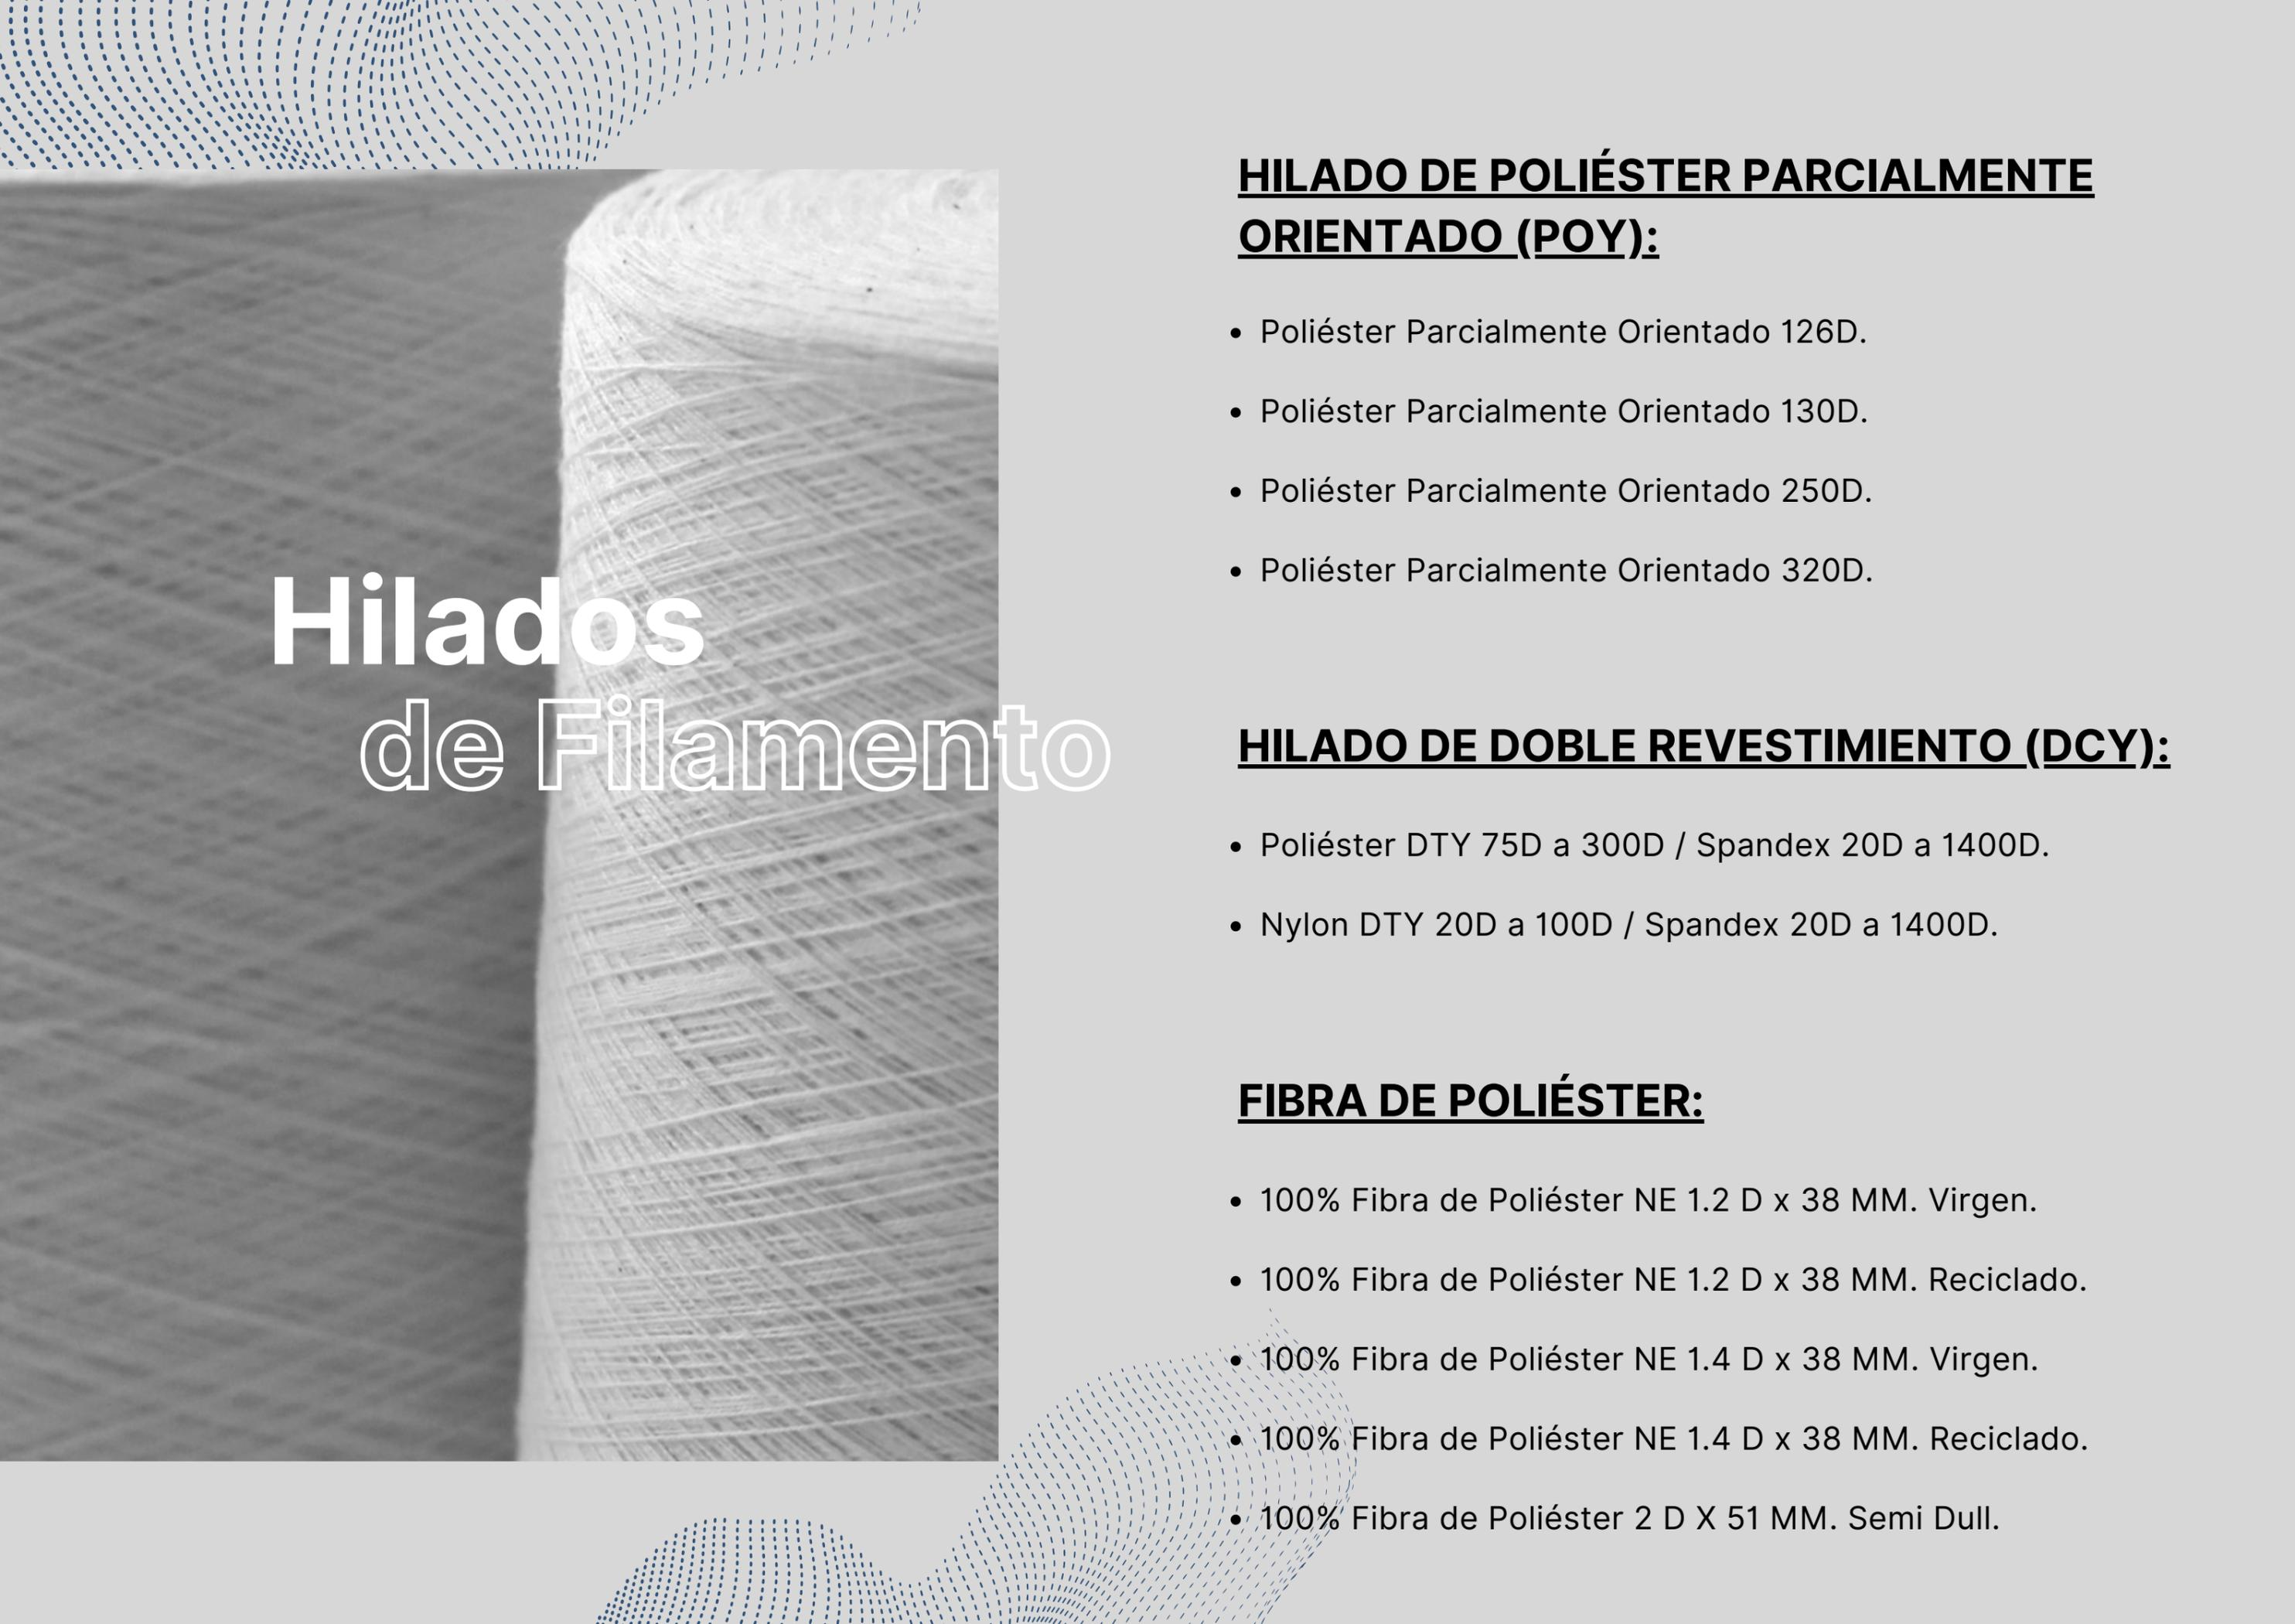 Hilados
de Filamento
HILADO DE POLIÉSTER PARCIALMENTE
ORIENTADO (POY):
• Poliéster Parcialmente Orientado 126D.
• Poliéster Parcialmente Orientado 130D.
• Poliéster Parcialmente Orientado 250D.
• Poliéster Parcialmente Orientado 320D.
HILADO DE DOBLE REVESTIMIENTO (DCY):
• Poliéster DTY 75D a 300D / Spandex 20D a 1400D.
• Nylon DTY 20D a 100D / Spandex 20D a 1400D.
FIBRA DE POLIÉSTER:
• 100% Fibra de Poliéster NE 1.2 D x 38 MM. Virgen.
• 100% Fibra de Poliéster NE 1.2 D x 38 MM. Reciclado.
• 100% Fibra de Poliéster NE 1.4 D x 38 MM. Virgen.
• 100% Fibra de Poliéster NE 1.4 D x 38 MM. Reciclado.
• 100% Fibra de Poliéster 2 D X 51 MM. Semi Dull.